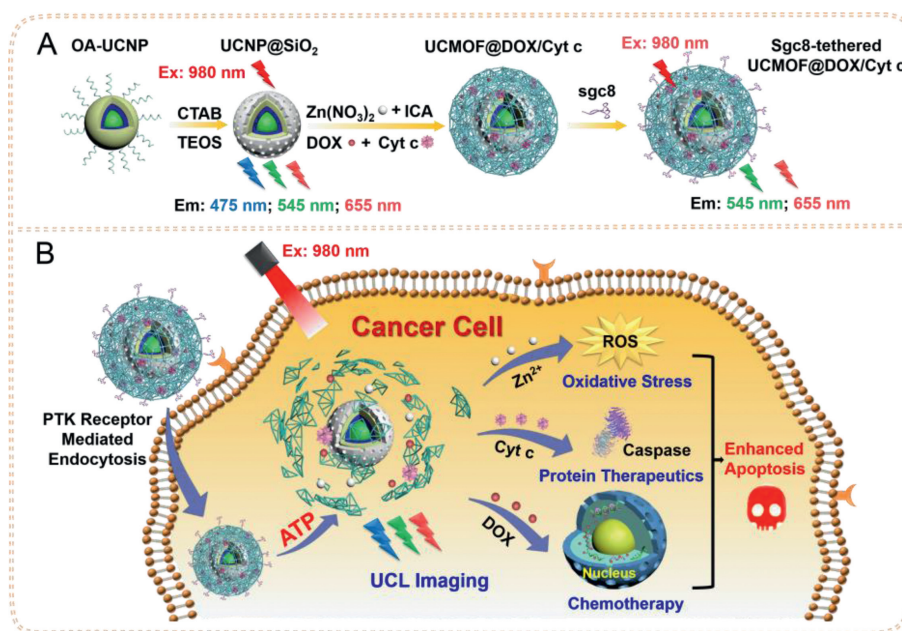 A
OA-UCNP
CTAB
TEOS
UCNP@SiO₂
Ex: 980 nm
Em: 475 nm; 545 nm; 655 nm
Zn(NO₃)₂ + ICA
DOX + Cyt c
UCMOF@DOX/Cyt c
sgc8
Ex: 980 nm
Sgc8-tethered
UCMOF@DOX/Cyt c
Em: 545 nm; 655 nm
B
Ex: 980 nm
Cancer Cell
PTK Receptor
Mediated
Endocytosis
ATP
UCL Imaging
Zn²⁺
ROS
Oxidative Stress
Cyt c
Caspase
Protein Therapeutics
DOX
Nucleus
Chemotherapy
Enhanced
Apoptosis